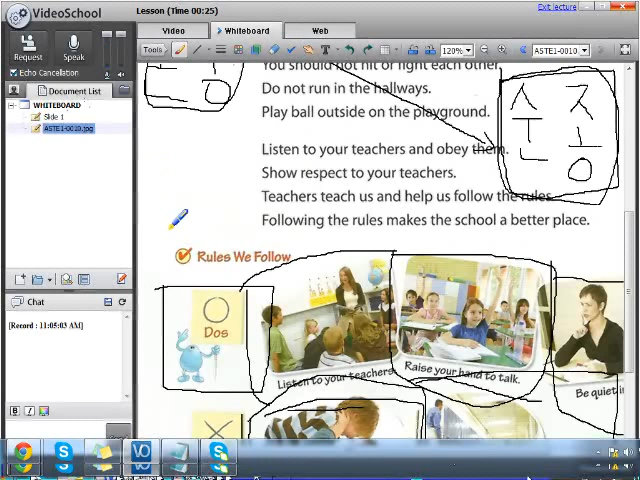 VideoSchool
Lesson (Time 00:25)
Exit lecture
Request
Speak
Video
Whiteboard
Web
Echo Cancellation
Tools
120%
ASTE1-0010.
Document List
WHITEBOARD
Slide 1
ASTE1-0010.jpg
You should not hit or fight each other.
Do not run in the hallways.
Play ball outside on the playground.
Listen to your teachers and obey them.
Show respect to your teachers.
Teachers teach us and help us follow the rules.
Following the rules makes the school a better place.
순종
Rules We Follow
Dos
Listen to your teachers.
Raise your hand to talk.
Be quiet in
Chat
[Record : 11:05:03 AM]
B
I